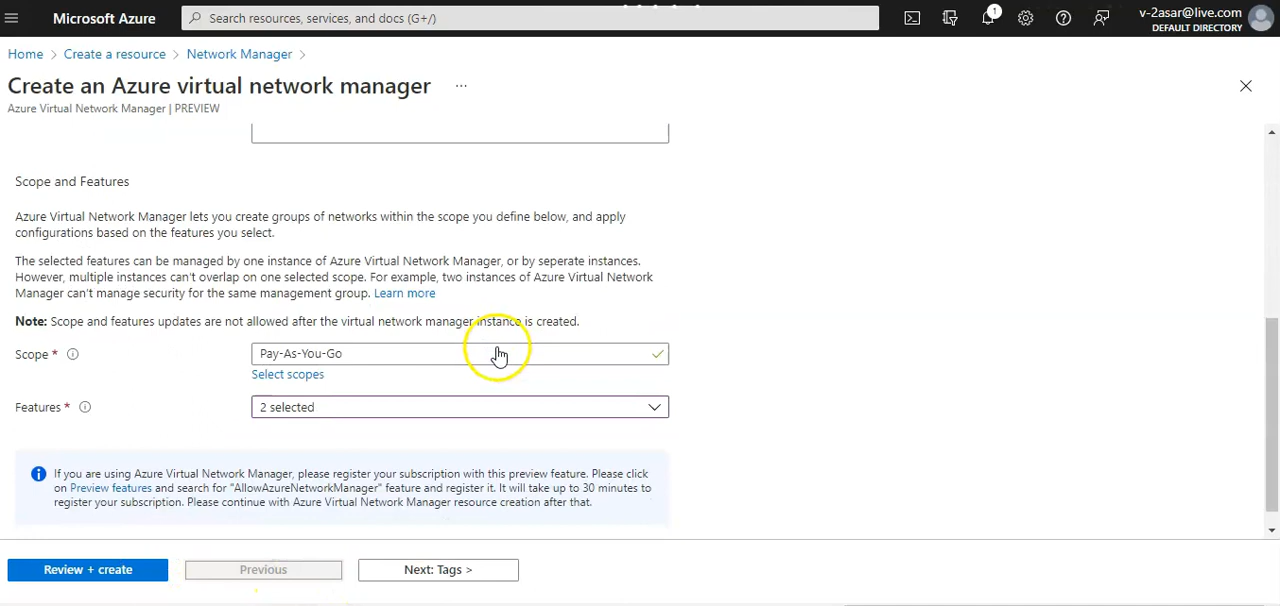 Microsoft Azure
Search resources, services, and docs (G+/)
1
v-2asar@live.com
DEFAULT DIRECTORY
Home > Create a resource > Network Manager >
Create an Azure virtual network manager ...
Azure Virtual Network Manager | PREVIEW
Scope and Features
Azure Virtual Network Manager lets you create groups of networks within the scope you define below, and apply
configurations based on the features you select.
The selected features can be managed by one instance of Azure Virtual Network Manager, or by seperate instances.
However, multiple instances can't overlap on one selected scope. For example, two instances of Azure Virtual Network
Manager can't manage security for the same management group. Learn more
Note: Scope and features updates are not allowed after the virtual network manager instance is created.
Scope *
Pay-As-You-Go
Select scopes
Features *
2 selected
If you are using Azure Virtual Network Manager, please register your subscription with this preview feature. Please click
on Preview features and search for "AllowAzureNetworkManager" feature and register it. It will take up to 30 minutes to
register your subscription. Please continue with Azure Virtual Network Manager resource creation after that.
Review + create
Previous
Next: Tags >